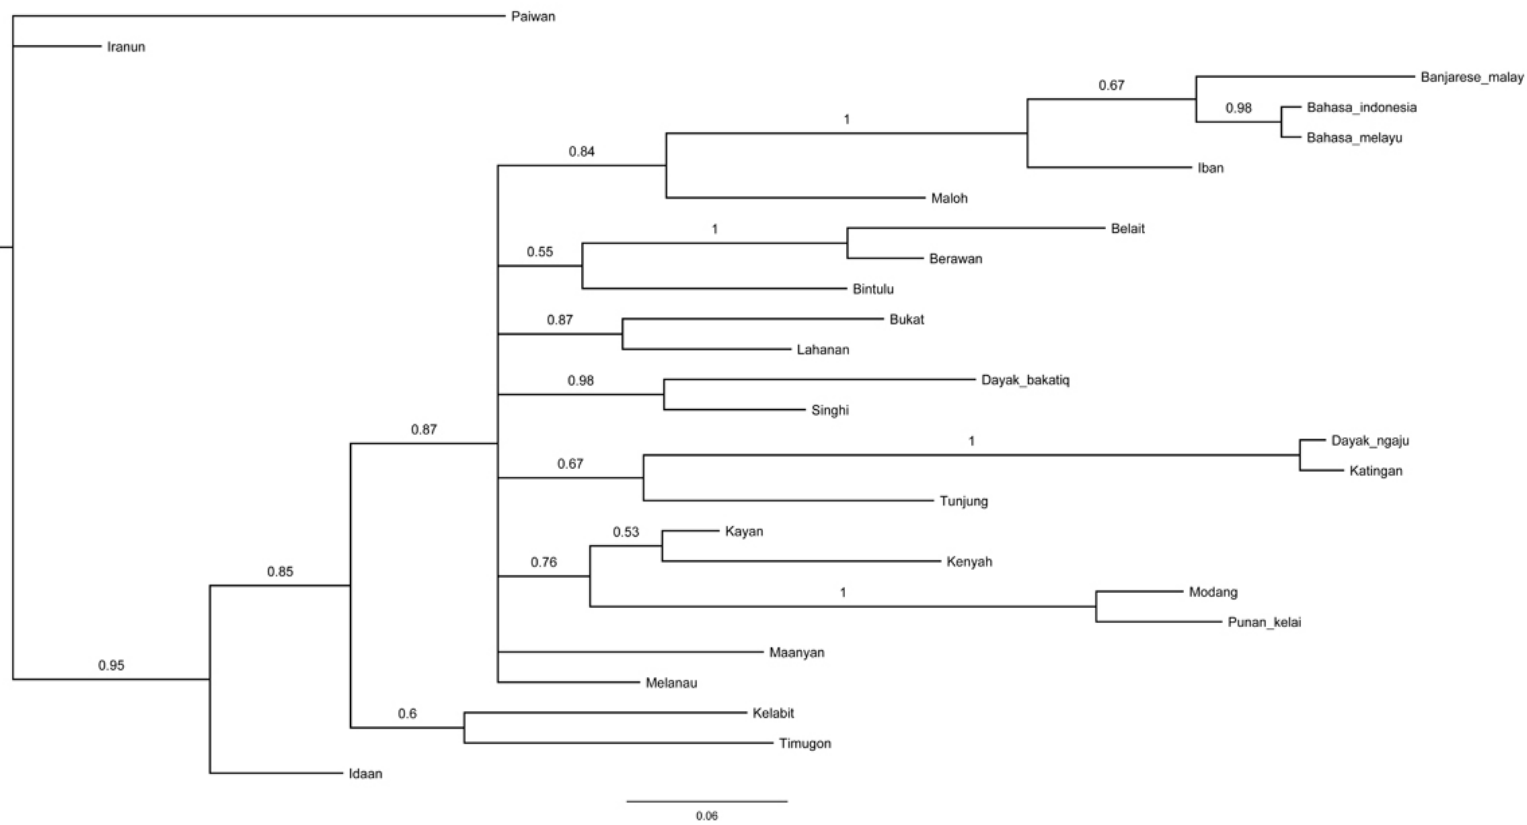 Paiwan
Iranun
Banjarese_malay
0.67
0.98
Bahasa_indonesia
1
Bahasa_melayu
0.84
Iban
Maloh
1
Belait
0.55
Berawan
Bintulu
0.87
Bukat
Lahanan
0.98
Dayak_bakatiq
Singhi
0.87
1
Dayak_ngaju
0.67
Katingan
Tunjung
0.53
Kayan
0.76
Kenyah
0.85
1
Modang
Punan_kelai
0.95
Maanyan
Melanau
0.6
Kelabit
Timugon
Idaan
0.06